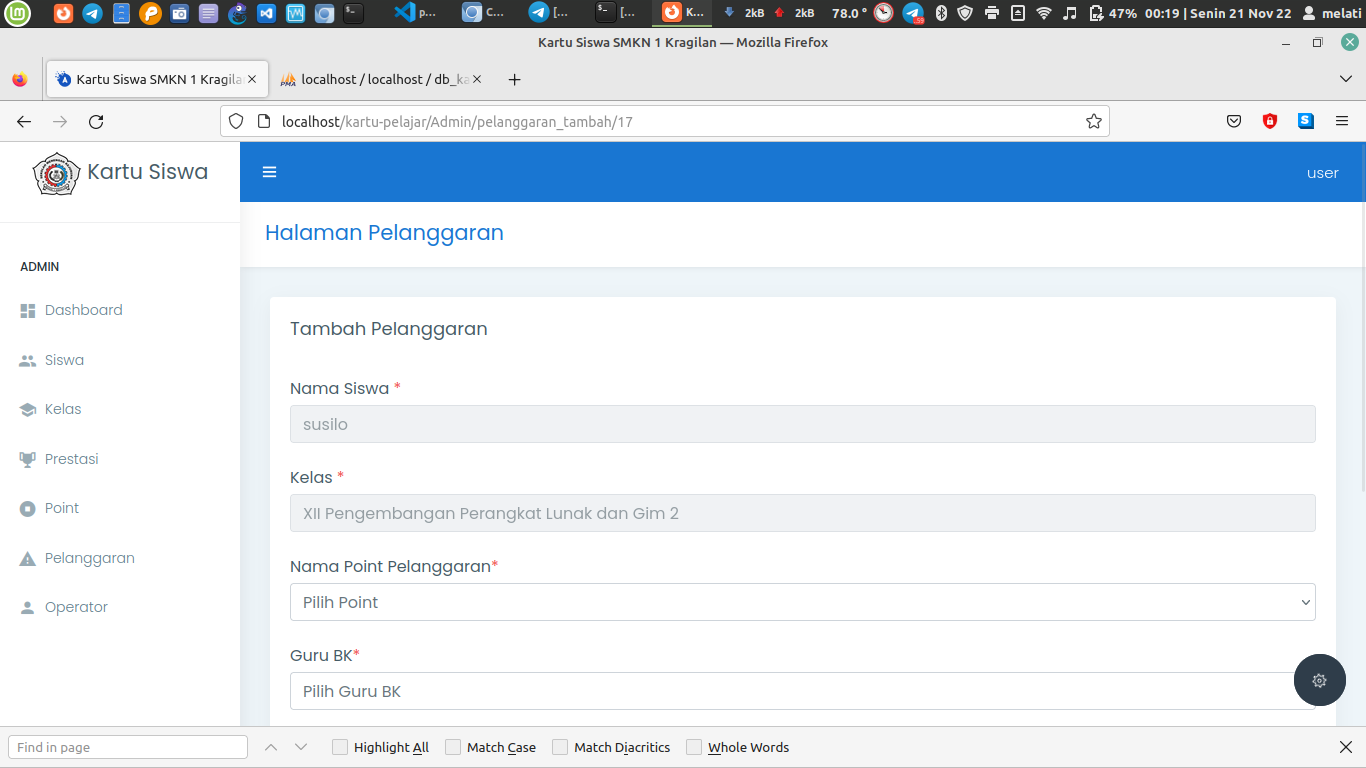 p... C... [... [... K... 2kB 2kB 78.0 ° 59 47% 00:19 | Senin 21 Nov 22 melati
Kartu Siswa SMKN 1 Kragilan — Mozilla Firefox
Kartu Siswa SMKN 1 Kragila localhost / localhost / db_ka
localhost/kartu-pelajar/Admin/pelanggaran_tambah/17
Kartu Siswa
user
Halaman Pelanggaran
ADMIN
Dashboard
Siswa
Kelas
Prestasi
Point
Pelanggaran
Operator
Tambah Pelanggaran
Nama Siswa *
susilo
Kelas *
XII Pengembangan Perangkat Lunak dan Gim 2
Nama Point Pelanggaran*
Pilih Point
Guru BK*
Pilih Guru BK
Find in page Highlight All Match Case Match Diacritics Whole Words